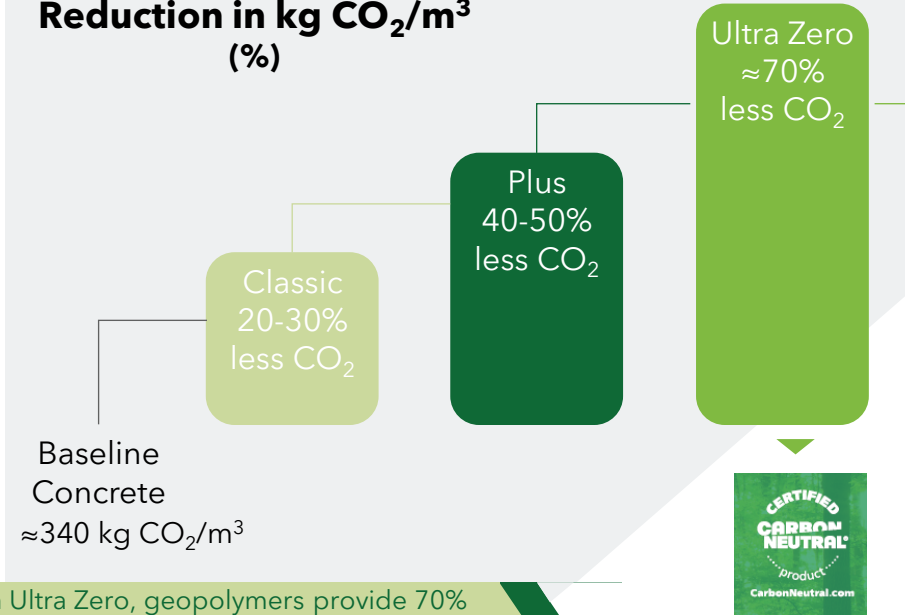 Reduction in kg CO₂/m³
(%)
Ultra Zero
≈70%
less CO₂
Plus
40-50%
less CO₂
Classic
20-30%
less CO₂
Baseline
Concrete
≈340 kg CO₂/m³
CERTIFIED
CARBON
NEUTRAL®
product
CarbonNeutral.com
Ultra Zero, geopolymers provide 70%